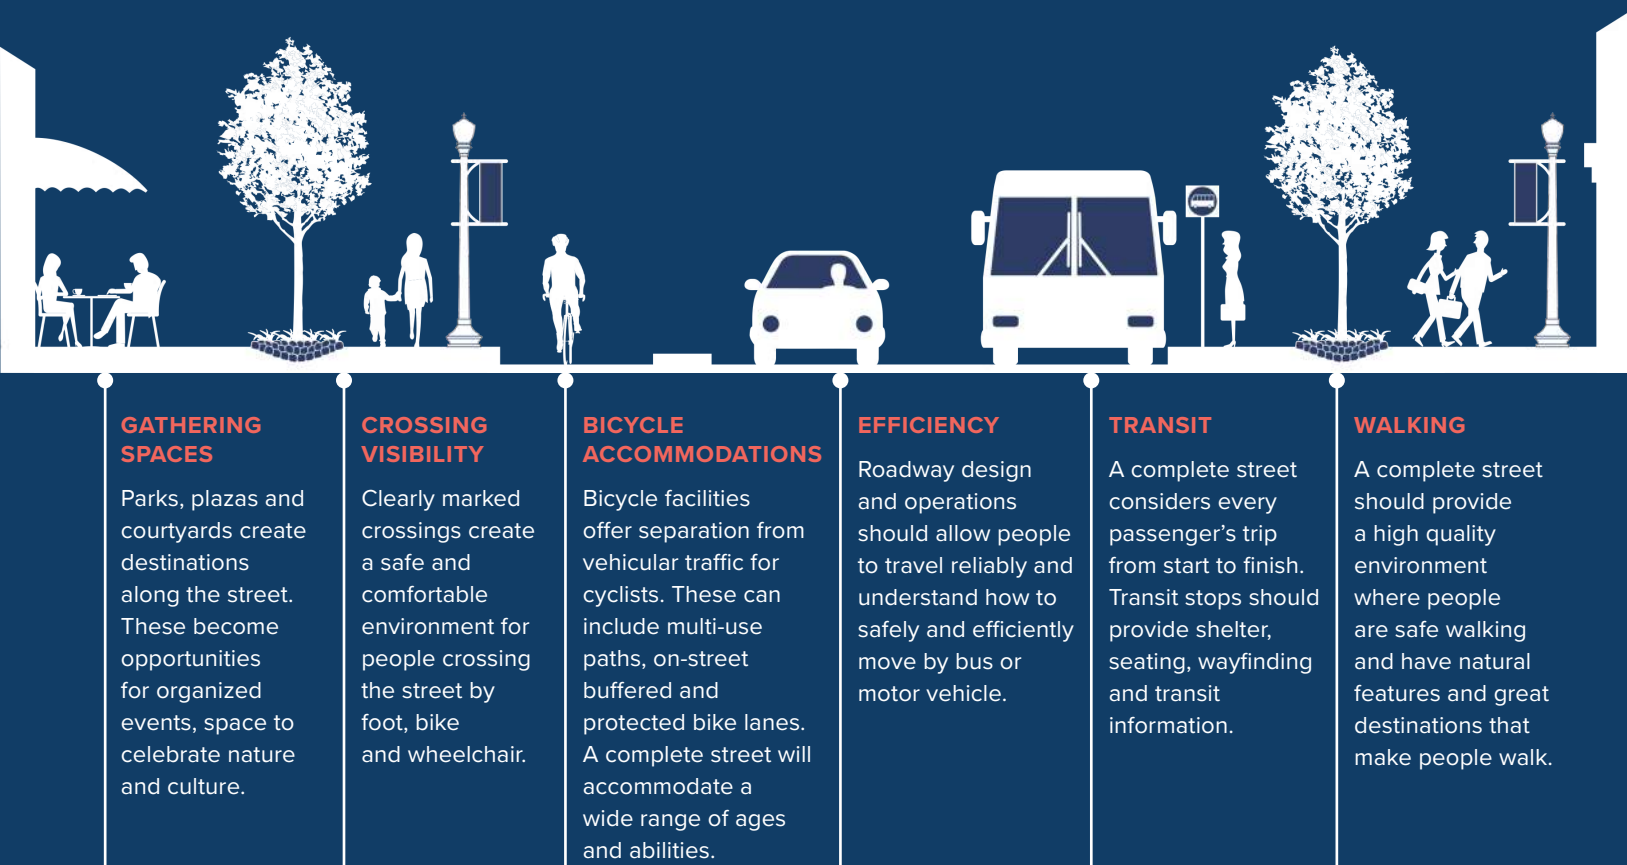 GATHERING
SPACES
Parks, plazas and
courtyards create
destinations
along the street.
These become
opportunities
for organized
events, space to
celebrate nature
and culture.
CROSSING
VISIBILITY
Clearly marked
crossings create
a safe and
comfortable
environment for
people crossing
the street by
foot, bike
and wheelchair.
BICYCLE
ACCOMMODATIONS
Bicycle facilities
offer separation from
vehicular traffic for
cyclists. These can
include multi-use
paths, on-street
buffered and
protected bike lanes.
A complete street will
accommodate a
wide range of ages
and abilities.
EFFICIENCY
Roadway design
and operations
should allow people
to travel reliably and
understand how to
safely and efficiently
move by bus or
motor vehicle.
TRANSIT
A complete street
considers every
passenger’s trip
from start to finish.
Transit stops should
provide shelter,
seating, wayfinding
and transit
information.
WALKING
A complete street
should provide
a high quality
environment
where people
are safe walking
and have natural
features and great
destinations that
make people walk.